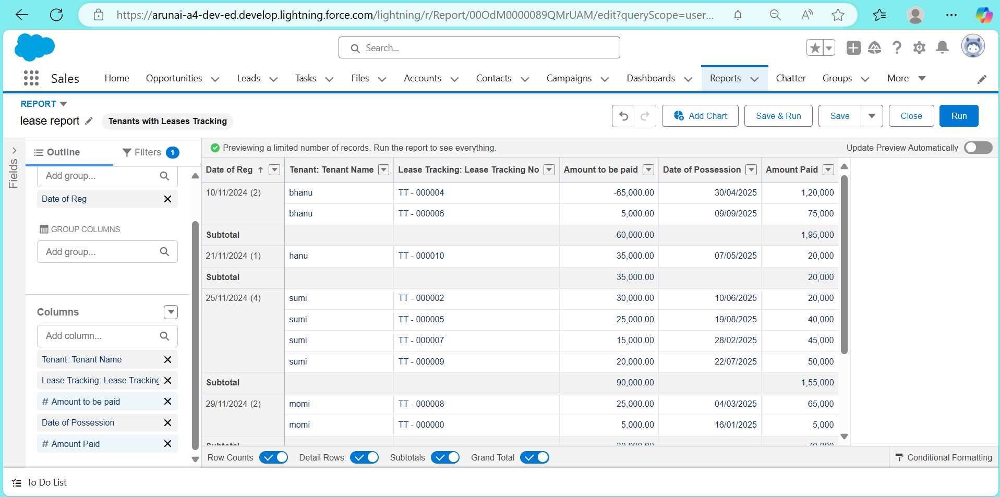 https://arunai-a4-dev-ed.develop.lightning.force.com/lightning/r/Report/00OdM0000089QMrUAM/edit?queryScope=user...
Search...
Sales Home Opportunities Leads Tasks Files Accounts Contacts Campaigns Dashboards Reports Chatter Groups More
REPORT
lease report Tenants with Leases Tracking
Add Chart Save & Run Save Close Run
Fields
Outline Filters 1
Add group...
Date of Reg
GROUP COLUMNS
Add group...
Columns
Add column...
Tenant: Tenant Name
Lease Tracking: Lease Tracking
# Amount to be paid
Date of Possession
# Amount Paid
Previewing a limited number of records. Run the report to see everything. Update Preview Automatically
Date of Reg Tenant: Tenant Name Lease Tracking: Lease Tracking No Amount to be paid Date of Possession Amount Paid
10/11/2024 (2) bhanu TT - 000004 -65,000.00 30/04/2025 1,20,000
bhanu TT - 000006 5,000.00 09/09/2025 75,000
Subtotal -60,000.00 1,95,000
21/11/2024 (1) hanu TT - 000010 35,000.00 07/05/2025 20,000
Subtotal 35,000.00 20,000
25/11/2024 (4) sumi TT - 000002 30,000.00 10/06/2025 20,000
sumi TT - 000005 25,000.00 19/08/2025 40,000
sumi TT - 000007 15,000.00 28/02/2025 45,000
sumi TT - 000009 20,000.00 22/07/2025 50,000
Subtotal 90,000.00 1,55,000
29/11/2024 (2) momi TT - 000008 25,000.00 04/03/2025 65,000
momi TT - 000000 5,000.00 16/01/2025 5,000
Subtotal 30,000.00 70,000
Row Counts Detail Rows Subtotals Grand Total Conditional Formatting
To Do List